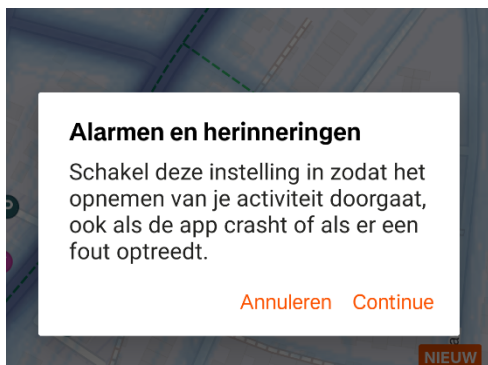 Alarmen en herinneringen
Schakel deze instelling in zodat het
opnemen van je activiteit doorgaat,
ook als de app crasht of als er een
fout optreedt.
Annuleren Continue
NIEUW